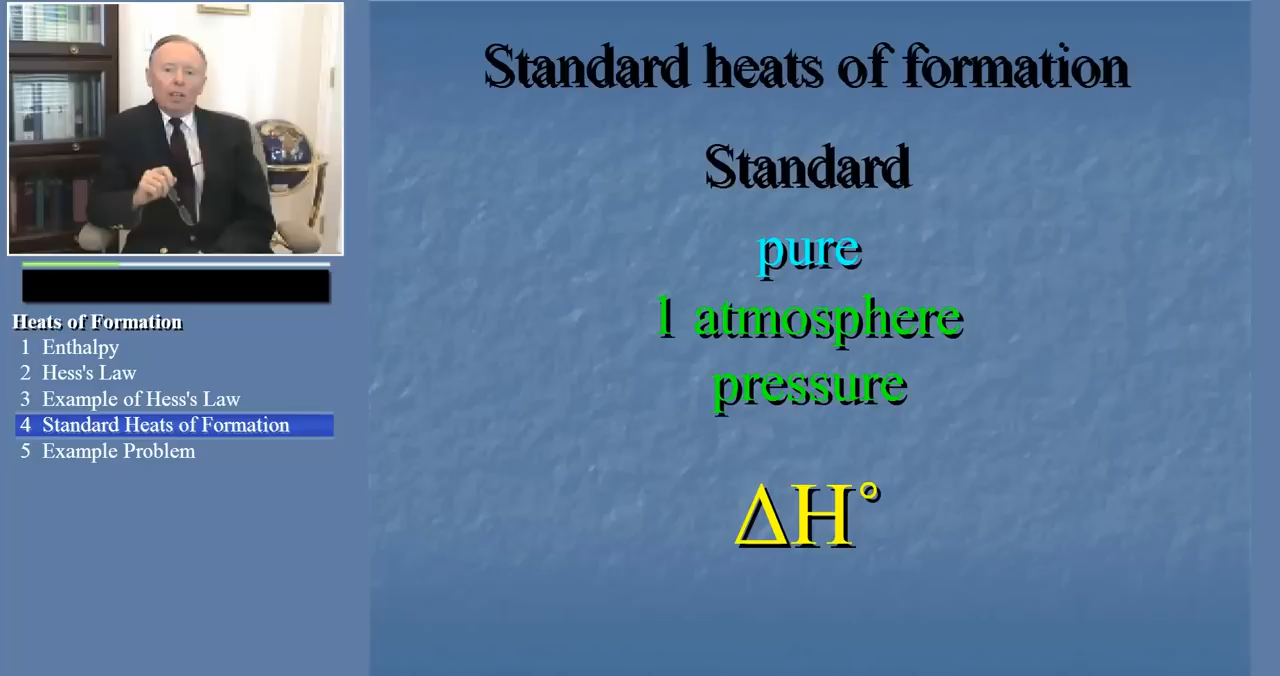 Standard heats of formation
Standard
pure
1 atmosphere
pressure
ΔH°
Heats of Formation
1 Enthalpy
2 Hess's Law
3 Example of Hess's Law
4 Standard Heats of Formation
5 Example Problem